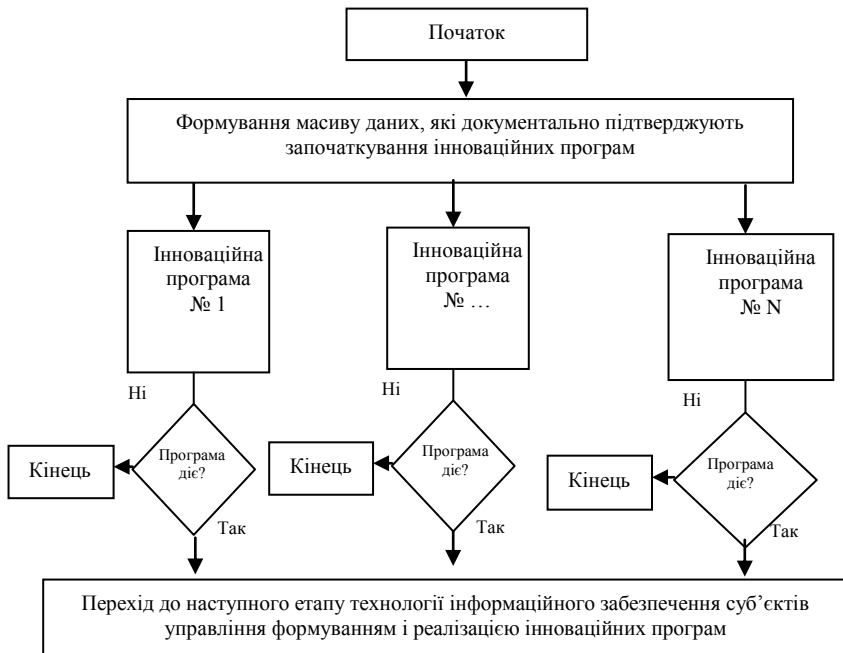 Початок
Формування масиву даних, які документально підтверджують
започаткування інноваційних програм
Інноваційна
програма
№ 1
Інноваційна
програма
№ …
Інноваційна
програма
№ N
Ні
Ні
Ні
Кінець
Програма
діє?
Кінець
Програма
діє?
Кінець
Програма
діє?
Так
Так
Так
Перехід до наступного етапу технології інформаційного забезпечення суб’єктів
управління формуванням і реалізацією інноваційних програм